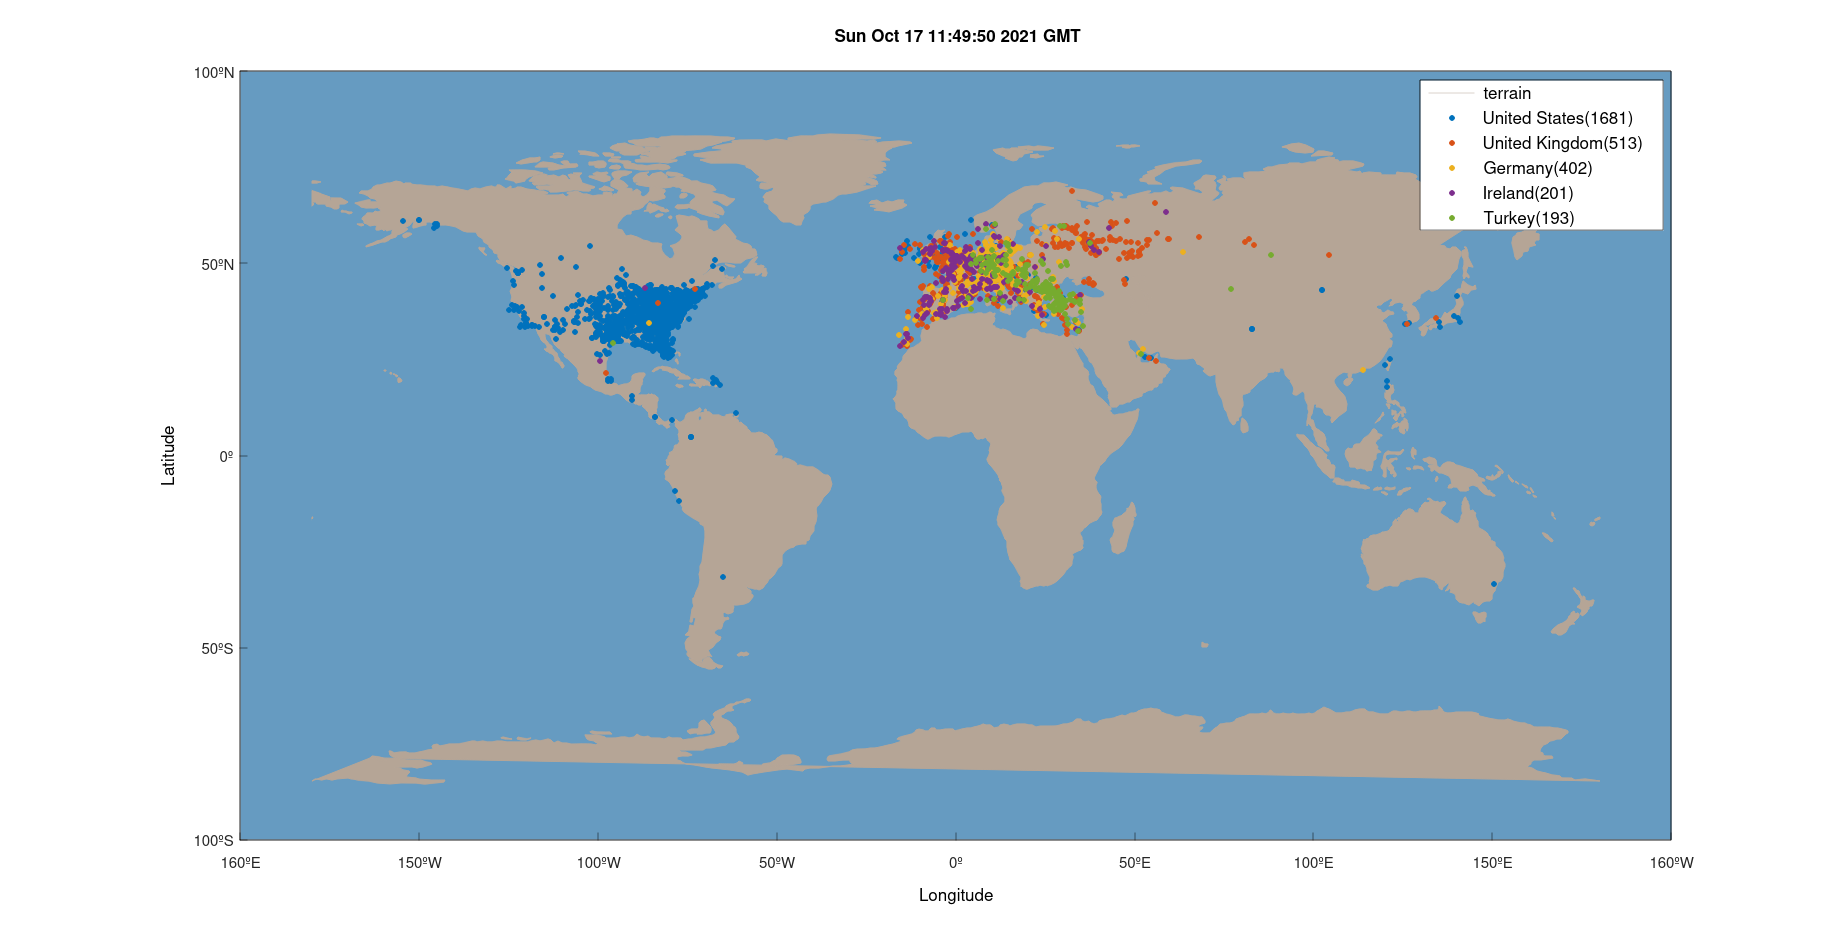 Sun Oct 17 11:49:50 2021 GMT
100ºN
terrain
United States(1681)
United Kingdom(513)
Germany(402)
Ireland(201)
Turkey(193)
50ºN
Latitude
0º
50ºS
100ºS
160ºE 150ºW 100ºW 50ºW 0º 50ºE 100ºE 150ºE 160ºW
Longitude